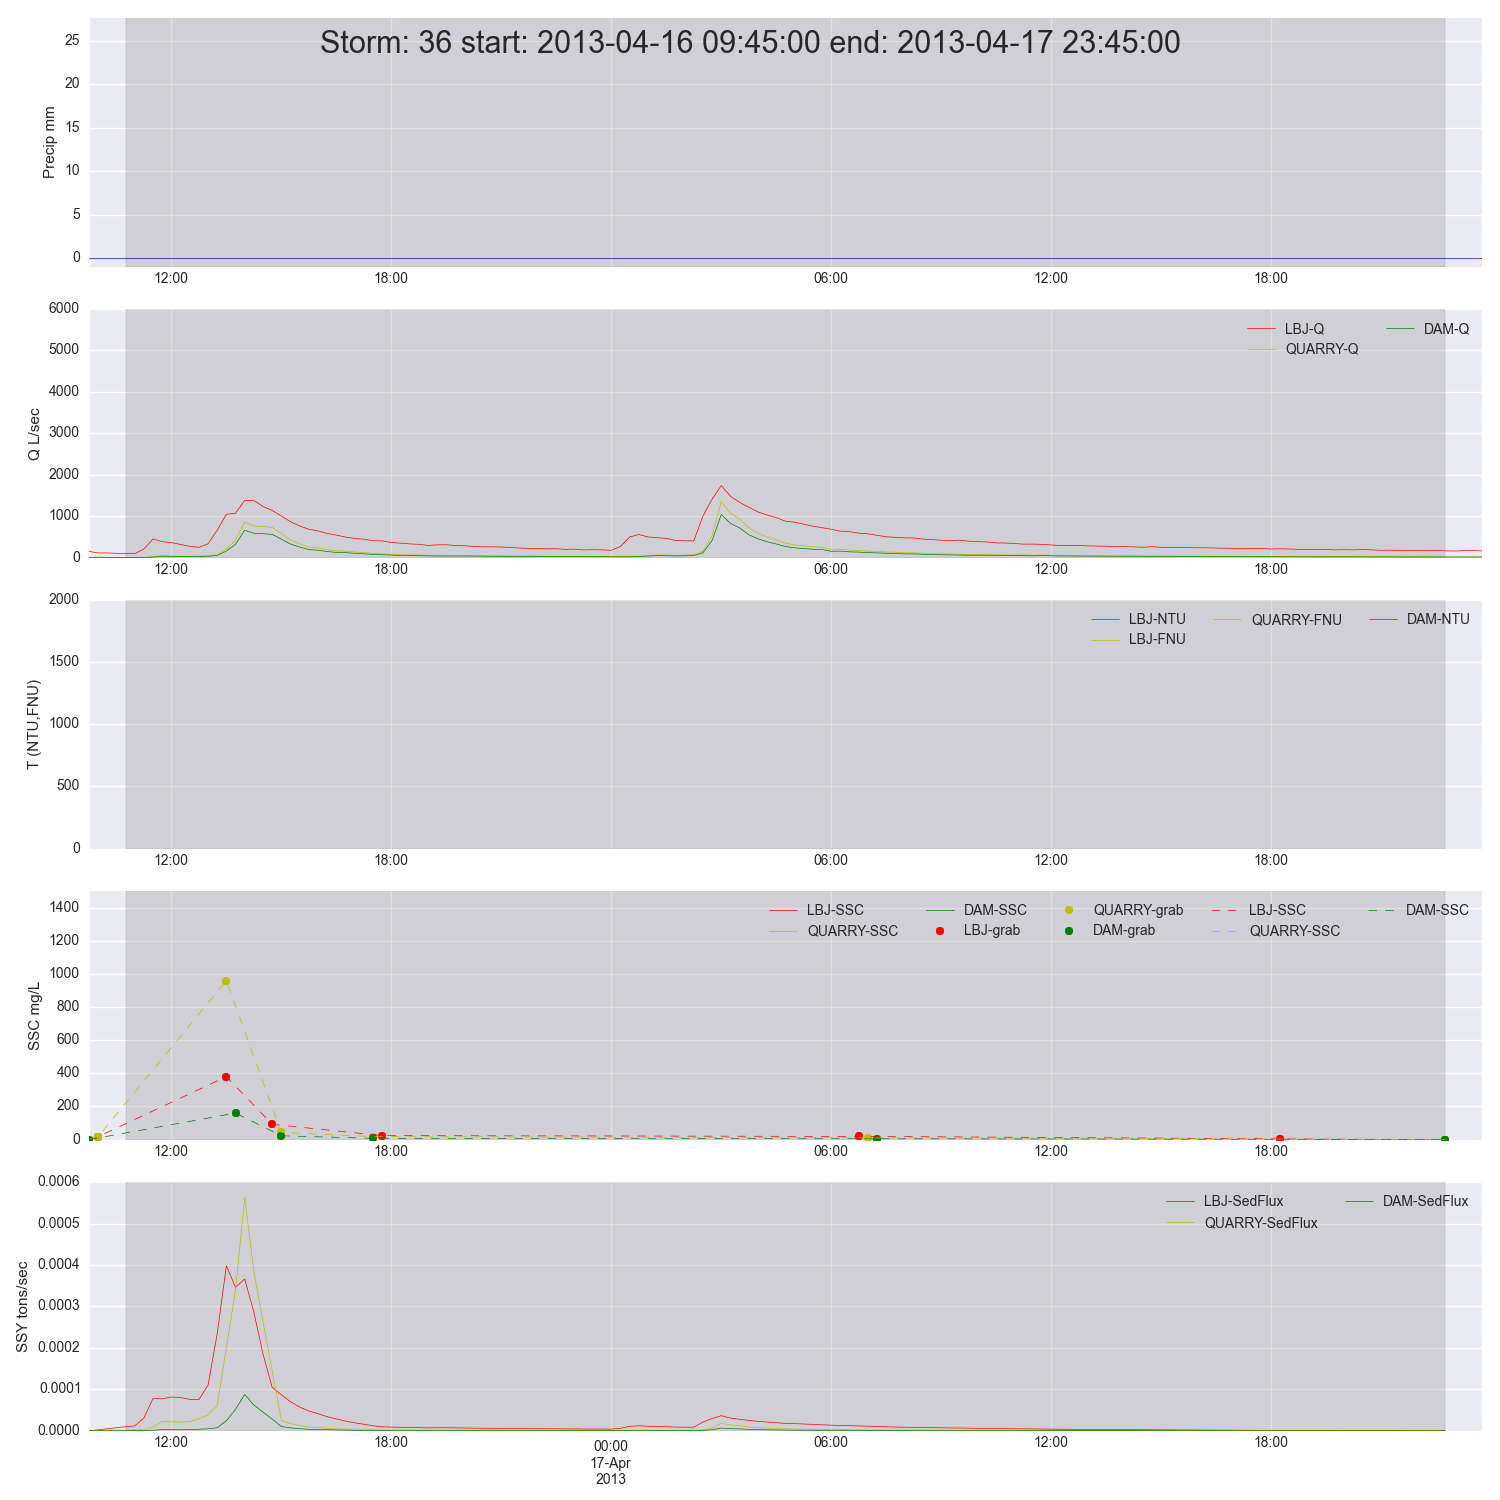 Storm: 36 start: 2013-04-16 09:45:00 end: 2013-04-17 23:45:00
Precip mm
25
20
15
10
5
0
12:00 18:00 06:00 12:00 18:00
Q L/sec
6000
5000
4000
3000
2000
1000
0
LBJ-Q DAM-Q
QUARRY-Q
12:00 18:00 06:00 12:00 18:00
T (NTU,FNU)
2000
1500
1000
500
0
LBJ-NTU QUARRY-FNU DAM-NTU
LBJ-FNU
12:00 18:00 06:00 12:00 18:00
SSC mg/L
1400
1200
1000
800
600
400
200
0
LBJ-SSC DAM-SSC QUARRY-grab LBJ-SSC DAM-SSC
QUARRY-SSC LBJ-grab DAM-grab QUARRY-SSC
12:00 18:00 06:00 12:00 18:00
SSY tons/sec
0.0006
0.0005
0.0004
0.0003
0.0002
0.0001
0.0000
LBJ-SedFlux DAM-SedFlux
QUARRY-SedFlux
12:00 18:00 00:00 06:00 12:00 18:00
17-Apr
2013